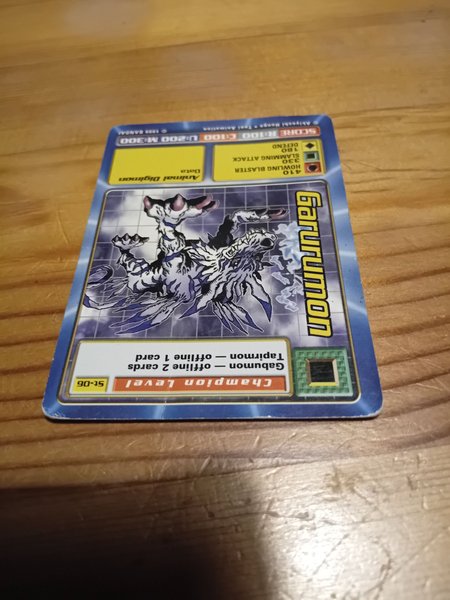 Champion Level
St-06
Gabumon — offline 2 cards
Tapirmon — offline 1 card
Garurumon
Animal Digimon
Data
410
HOWLING BLASTER
330
SLAMMING ATTACK
180
DEFEND
SCORE R:100 C:100 U:200 M:300
© Akiyoshi Hongo • Toei Animation
© 1999 BANDAI